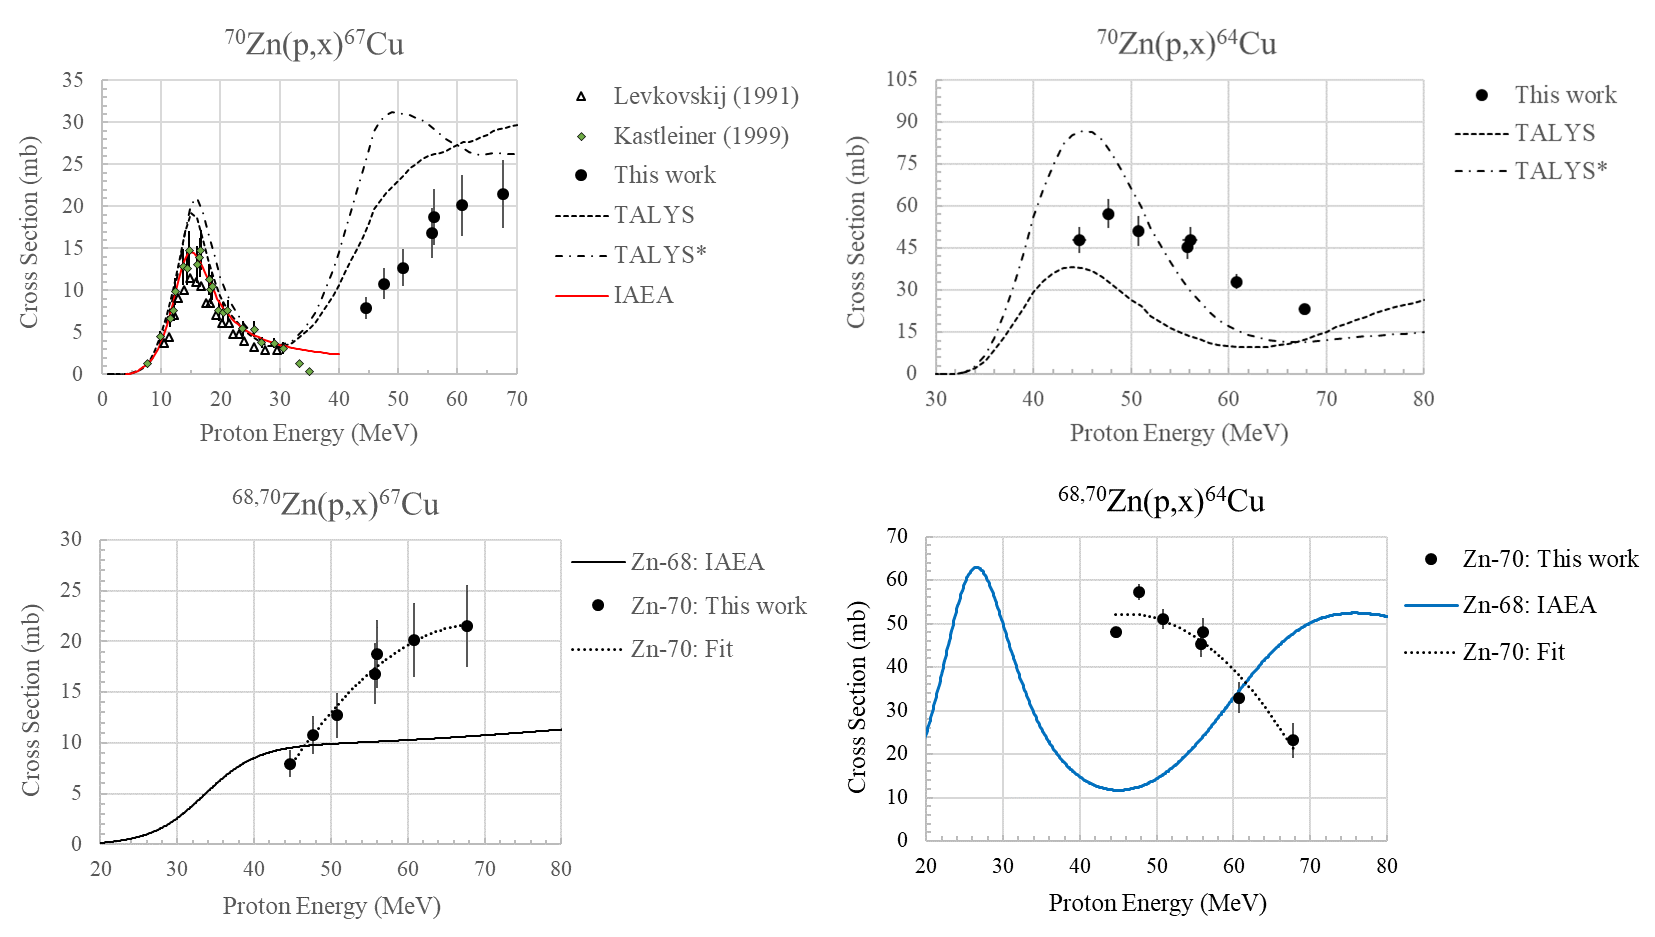 ⁷⁰Zn(p,x)⁶⁷Cu
35
30
25
20
15
10
5
0
0 10 20 30 40 50 60 70
Cross Section (mb)
Proton Energy (MeV)
Levkovskij (1991)
Kastleiner (1999)
This work
TALYS
TALYS*
IAEA
⁷⁰Zn(p,x)⁶⁴Cu
105
90
75
60
45
30
15
0
30 40 50 60 70 80
Cross Section (mb)
Proton Energy (MeV)
This work
TALYS
TALYS*
⁶⁸,⁷⁰Zn(p,x)⁶⁷Cu
30
25
20
15
10
5
0
20 30 40 50 60 70 80
Cross Section (mb)
Proton Energy (MeV)
Zn-68: IAEA
Zn-70: This work
Zn-70: Fit
⁶⁸,⁷⁰Zn(p,x)⁶⁴Cu
70
60
50
40
30
20
10
0
20 30 40 50 60 70 80
Cross Section (mb)
Proton Energy (MeV)
Zn-70: This work
Zn-68: IAEA
Zn-70: Fit